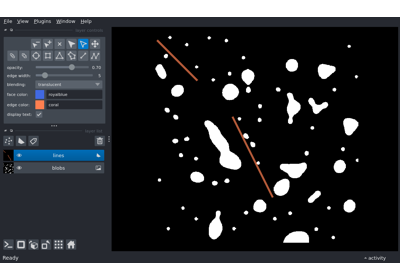 File View Plugins Window Help
opacity: 0.70
edge width: 5
blending: translucent
face color: royalblue
edge color: coral
display text: ✓
lines
blobs
Ready
activity